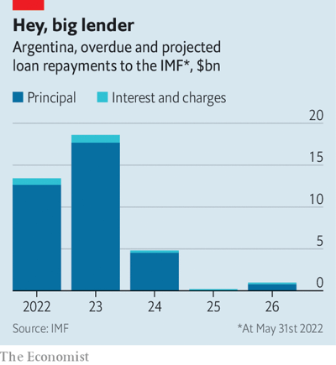 Hey, big lender
Argentina, overdue and projected
loan repayments to the IMF*, $bn
Principal Interest and charges
20
15
10
5
0
2022 23 24 25 26
Source: IMF *At May 31st 2022
The Economist